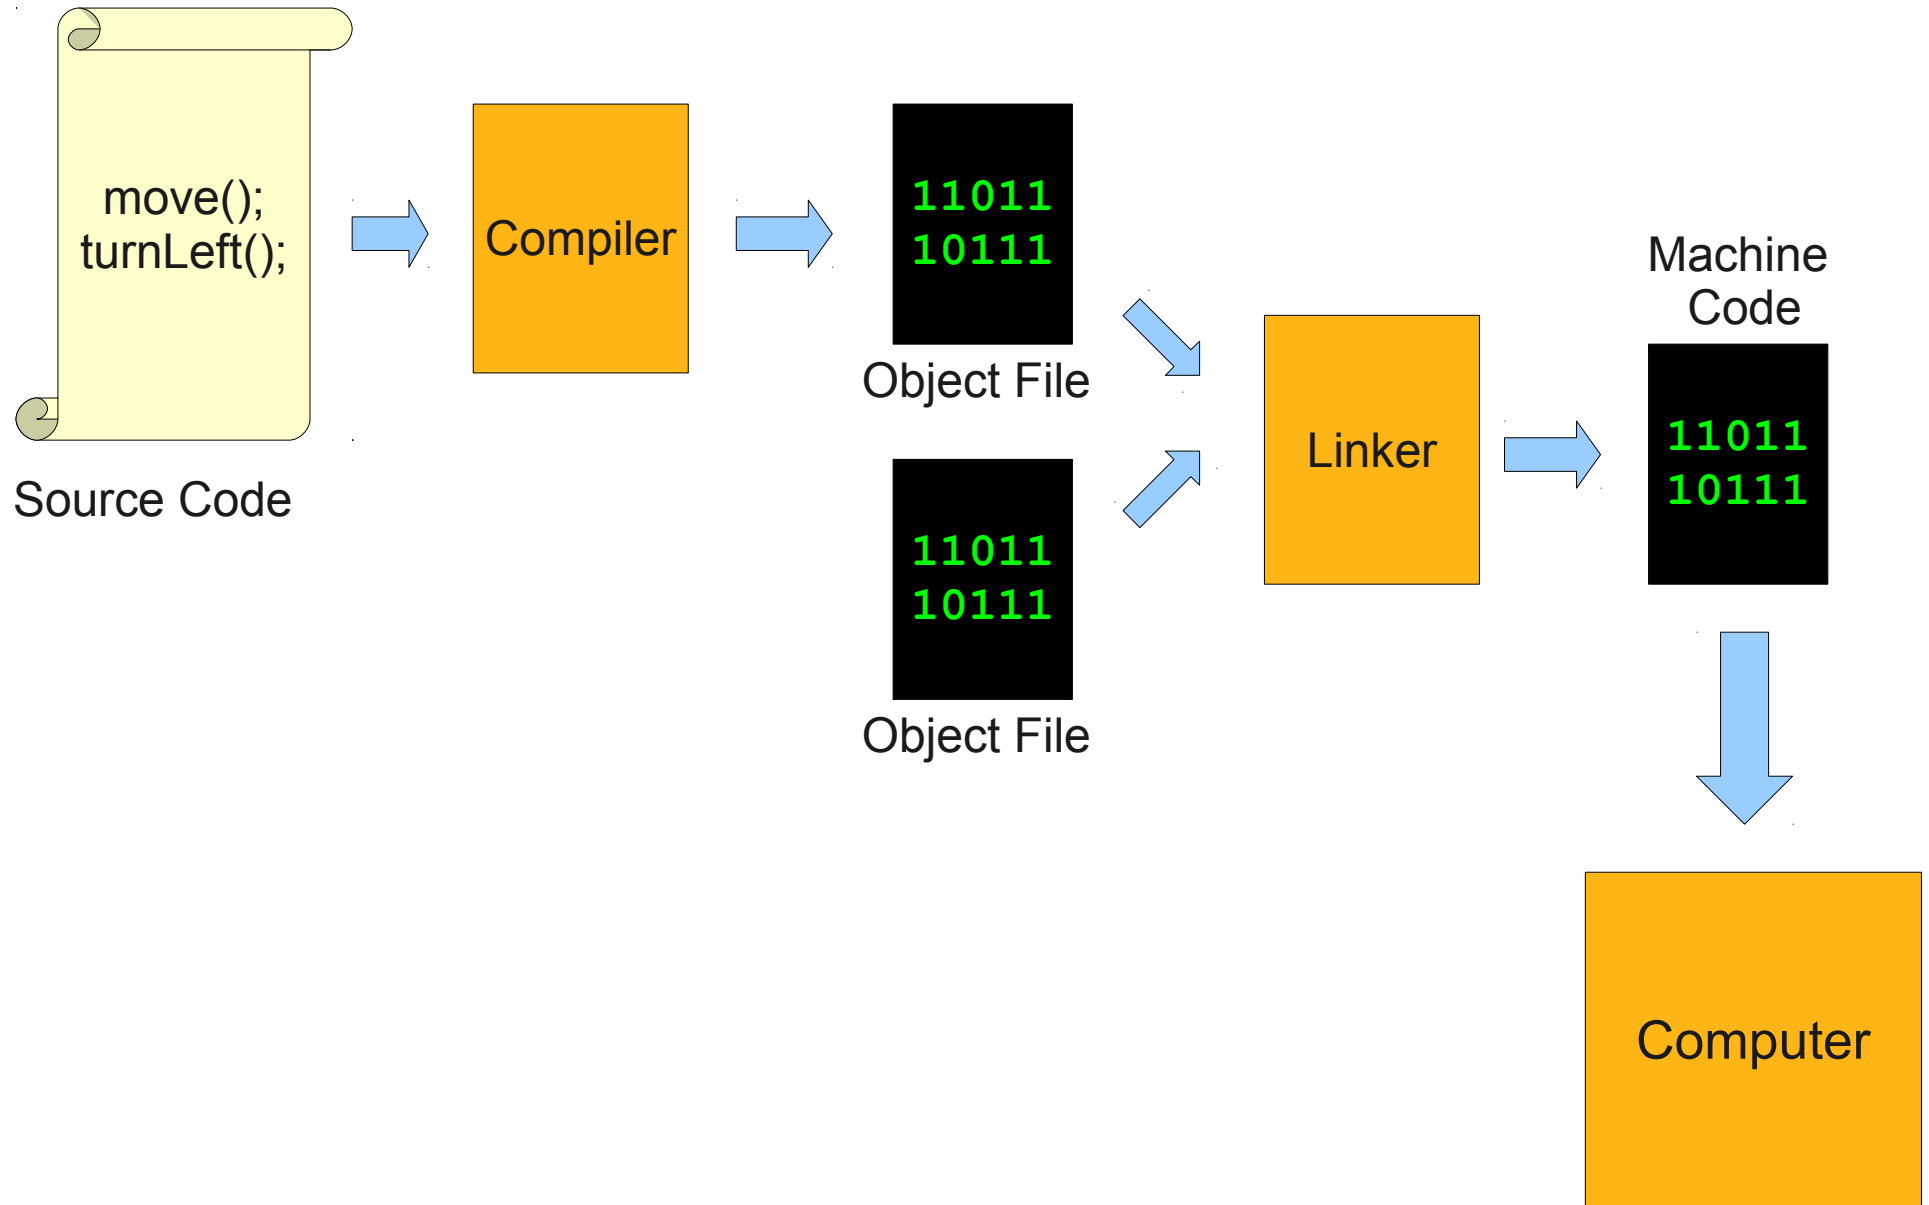 move();
turnLeft();
Source Code
Compiler
11011
10111
Object File
11011
10111
Object File
Linker
Machine
Code
11011
10111
Computer